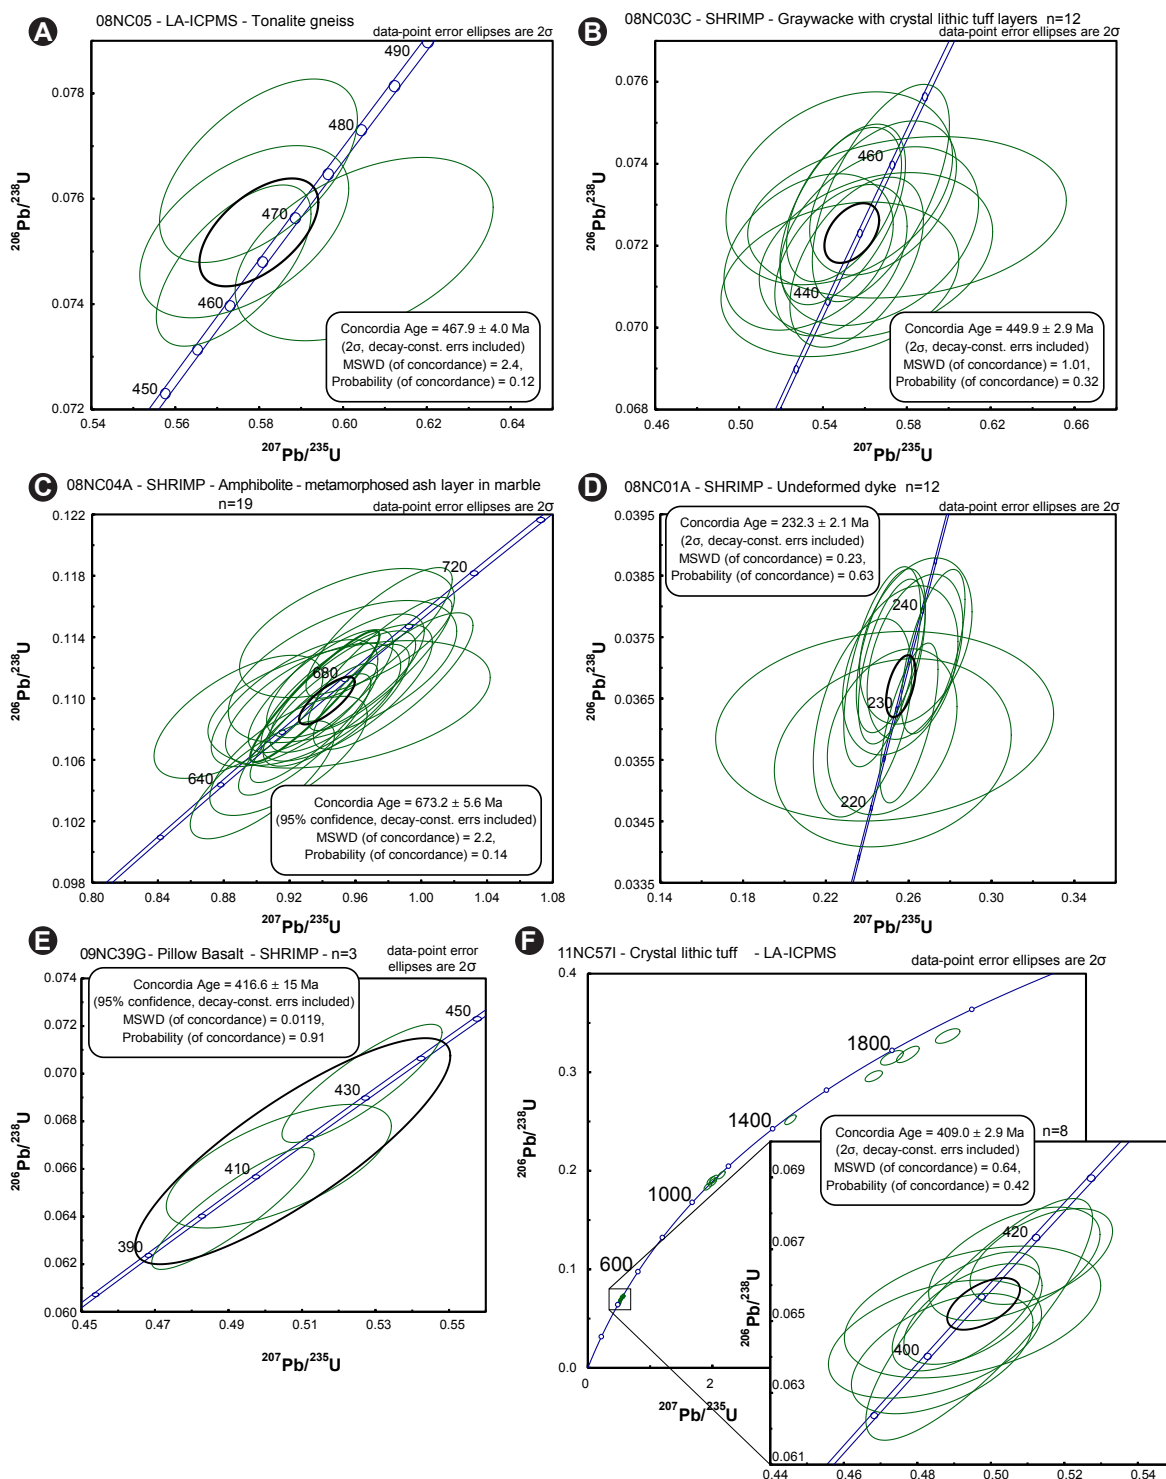 A
08NC05 - LA-ICPMS - Tonalite gneiss
data-point error ellipses are 2σ
490
0.078
480
0.076
470
460
0.074
450
0.072
0.54 0.56 0.58 0.60 0.62 0.64
206Pb/238U
207Pb/235U
Concordia Age = 467.9 ± 4.0 Ma
(2σ, decay-const. errs included)
MSWD (of concordance) = 2.4,
Probability (of concordance) = 0.12
B
08NC03C - SHRIMP - Graywacke with crystal lithic tuff layers n=12
data-point error ellipses are 2σ
0.076
0.074
460
0.072
440
0.070
0.068
0.46 0.50 0.54 0.58 0.62 0.66
206Pb/238U
207Pb/235U
Concordia Age = 449.9 ± 2.9 Ma
(2σ, decay-const. errs included)
MSWD (of concordance) = 1.01,
Probability (of concordance) = 0.32
C
08NC04A - SHRIMP - Amphibolite - metamorphosed ash layer in marble
n=19
data-point error ellipses are 2σ
0.122
720
0.118
0.114
680
0.110
0.106
640
0.102
0.098
0.80 0.84 0.88 0.92 0.96 1.00 1.04 1.08
206Pb/238U
207Pb/235U
Concordia Age = 673.2 ± 5.6 Ma
(95% confidence, decay-const. errs included)
MSWD (of concordance) = 2.2,
Probability (of concordance) = 0.14
D
08NC01A - SHRIMP - Undeformed dyke n=12
data-point error ellipses are 2σ
Concordia Age = 232.3 ± 2.1 Ma
(2σ, decay-const. errs included)
MSWD (of concordance) = 0.23,
Probability (of concordance) = 0.63
0.0395
0.0385
240
0.0375
0.0365
230
0.0355
220
0.0345
0.0335
0.14 0.18 0.22 0.26 0.30 0.34
206Pb/238U
207Pb/235U
E
09NC39G- Pillow Basalt - SHRIMP - n=3
data-point error
ellipses are 2σ
Concordia Age = 416.6 ± 15 Ma
(95% confidence, decay-const. errs included)
MSWD (of concordance) = 0.0119,
Probability (of concordance) = 0.91
0.074
450
0.072
0.070
430
0.068
0.066
410
0.064
390
0.062
0.060
0.45 0.47 0.49 0.51 0.53 0.55
206Pb/238U
207Pb/235U
F
11NC57I - Crystal lithic tuff - LA-ICPMS
data-point error ellipses are 2σ
0.4
1800
0.3
1400
0.2
1000
600
0.1
0.0
0 2
206Pb/238U
207Pb/235U
Concordia Age = 409.0 ± 2.9 Ma
(2σ, decay-const. errs included)
MSWD (of concordance) = 0.64,
Probability (of concordance) = 0.42
n=8
0.069
420
0.067
0.065
400
0.063
0.061
0.44 0.46 0.48 0.50 0.52 0.54
206Pb/238U